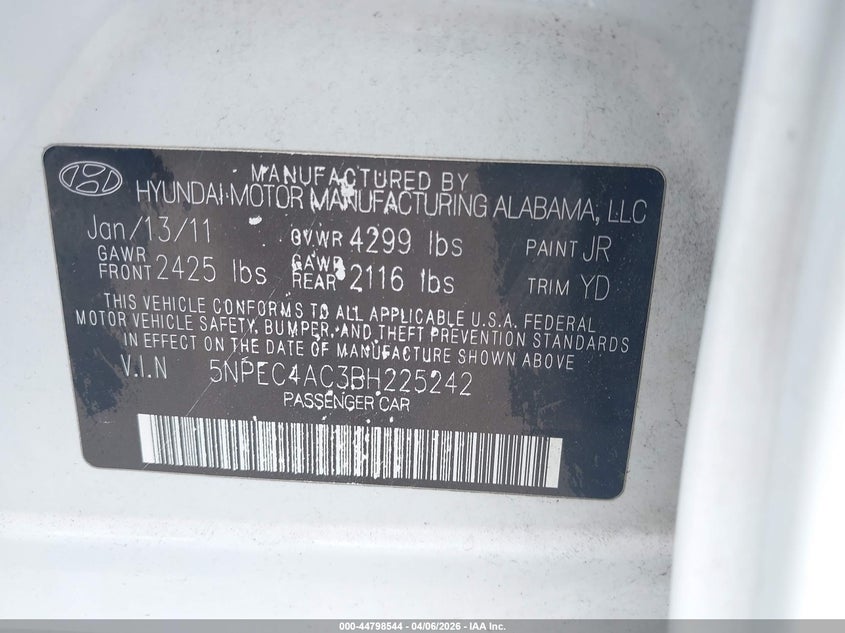 MANUFACTURED BY
HYUNDAI MOTOR MANUFACTURING ALABAMA, LLC
Jan/13/11 GVWR 4299 lbs PAINT JR
GAWR FRONT 2425 lbs GAWR REAR 2116 lbs TRIM YD
THIS VEHICLE CONFORMS TO ALL APPLICABLE U.S.A. FEDERAL
MOTOR VEHICLE SAFETY, BUMPER, AND THEFT PREVENTION STANDARDS
IN EFFECT ON THE DATE OF MANUFACTURE SHOWN ABOVE
V.I.N 5NPEC4AC3BH225242
PASSENGER CAR
000-44798544 - 04/06/2026 - IAA Inc.